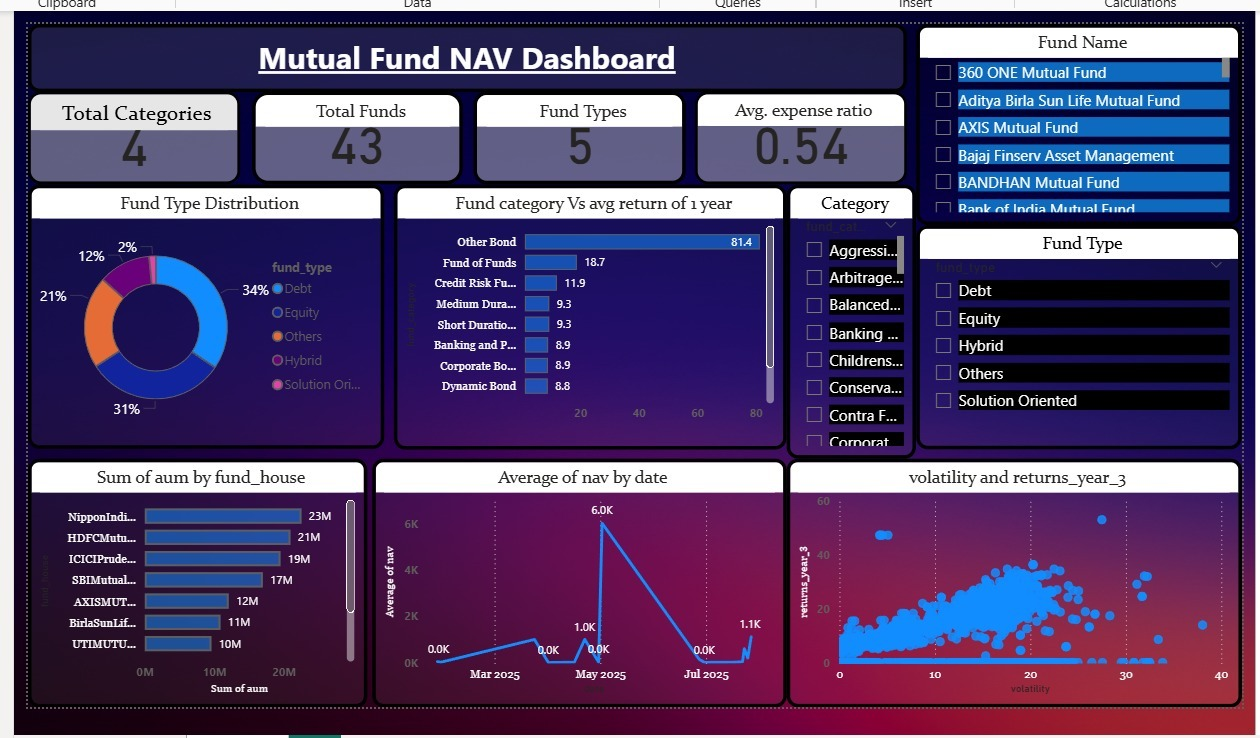 Clipboard
Data
Queries
Insert
Calculations
Mutual Fund NAV Dashboard
Total Categories
4
Total Funds
43
Fund Types
5
Avg. expense ratio
0.54
Fund Name
360 ONE Mutual Fund
Aditya Birla Sun Life Mutual Fund
AXIS Mutual Fund
Bajaj Finserv Asset Management
BANDHAN Mutual Fund
Bank of India Mutual Fund
Fund Type Distribution
2%
12%
21%
34%
31%
fund_type
Debt
Equity
Others
Hybrid
Solution Ori...
Fund category Vs avg return of 1 year
fund_category
Other Bond 81.4
Fund of Funds 18.7
Credit Risk Fu... 11.9
Medium Dura... 9.3
Short Duratio... 9.3
Banking and P... 8.9
Corporate Bo... 8.9
Dynamic Bond 8.8
20 40 60 80
Category
fund_cat...
Aggressi...
Arbitrage...
Balanced...
Banking ...
Childrens...
Conserva...
Contra F...
Corporat...
Fund Type
fund_type
Debt
Equity
Hybrid
Others
Solution Oriented
Sum of aum by fund_house
fund_house
NipponIndi... 23M
HDFCMutu... 21M
ICICIPrude... 19M
SBIMutual... 17M
AXISMUT... 12M
BirlaSunLif... 11M
UTIMUTU... 10M
0M 10M 20M
Sum of aum
Average of nav by date
Average of nav
6K
4K
2K
0K
0.0K
0.0K
1.0K
0.0K
6.0K
0.0K
1.1K
Mar 2025 May 2025 Jul 2025
volatility and returns_year_3
returns_year_3
60
40
20
0
0 10 20 30 40
volatility